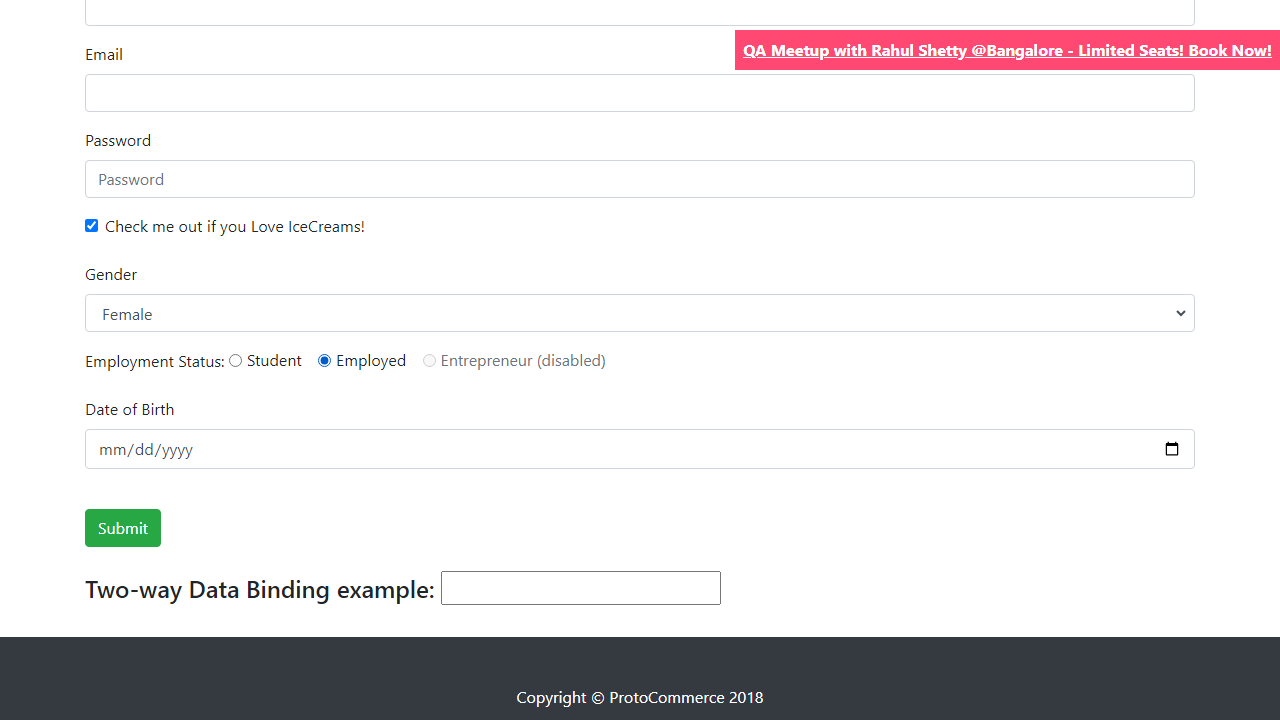 QA Meetup with Rahul Shetty @Bangalore - Limited Seats! Book Now!
Email
Password
Password
Check me out if you Love IceCreams!
Gender
Female
Employment Status: Student Employed Entrepreneur (disabled)
Date of Birth
mm/dd/yyyy
Submit
Two-way Data Binding example:
Copyright © ProtoCommerce 2018